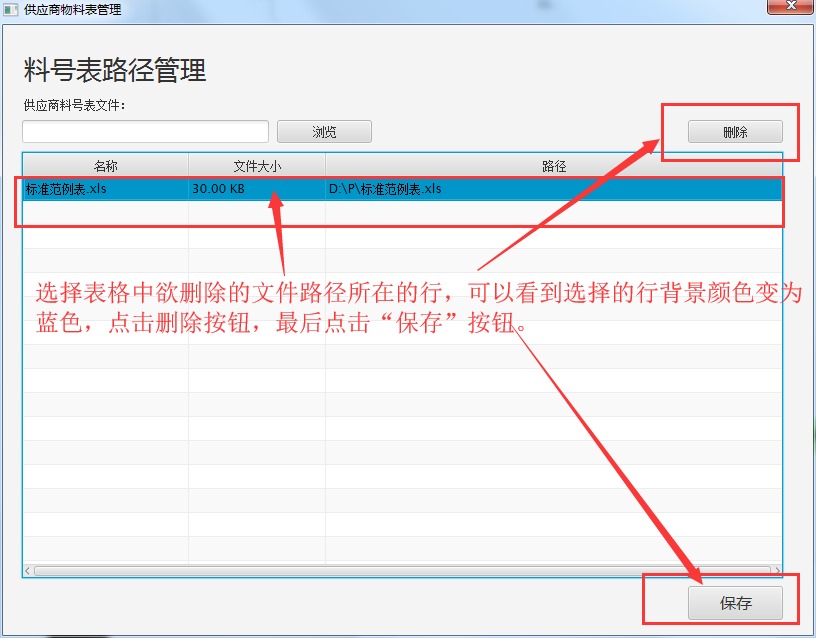 供应商物料表管理
料号表路径管理
供应商料号表文件:
浏览
删除
名称 文件大小 路径
标准范例表.xls 30.00 KB D:\P\标准范例表.xls
选择表格中欲删除的文件路径所在的行，可以看到选择的行背景颜色变为
蓝色，点击删除按钮，最后点击“保存”按钮。
保存